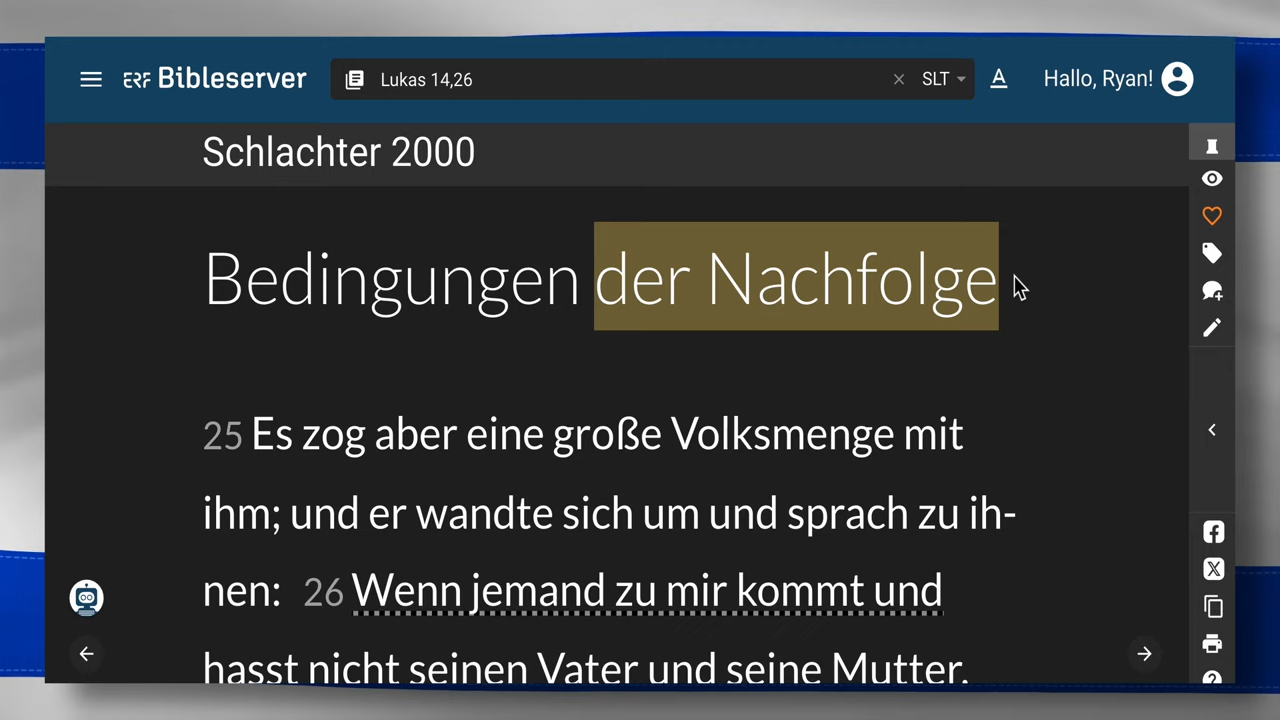 ERF Bibleserver
Lukas 14,26
SLT
Hallo, Ryan!
Schlachter 2000
Bedingungen der Nachfolge
25 Es zog aber eine große Volksmenge mit
ihm; und er wandte sich um und sprach zu ih-
nen: 26 Wenn jemand zu mir kommt und
hasst nicht seinen Vater und seine Mutter,